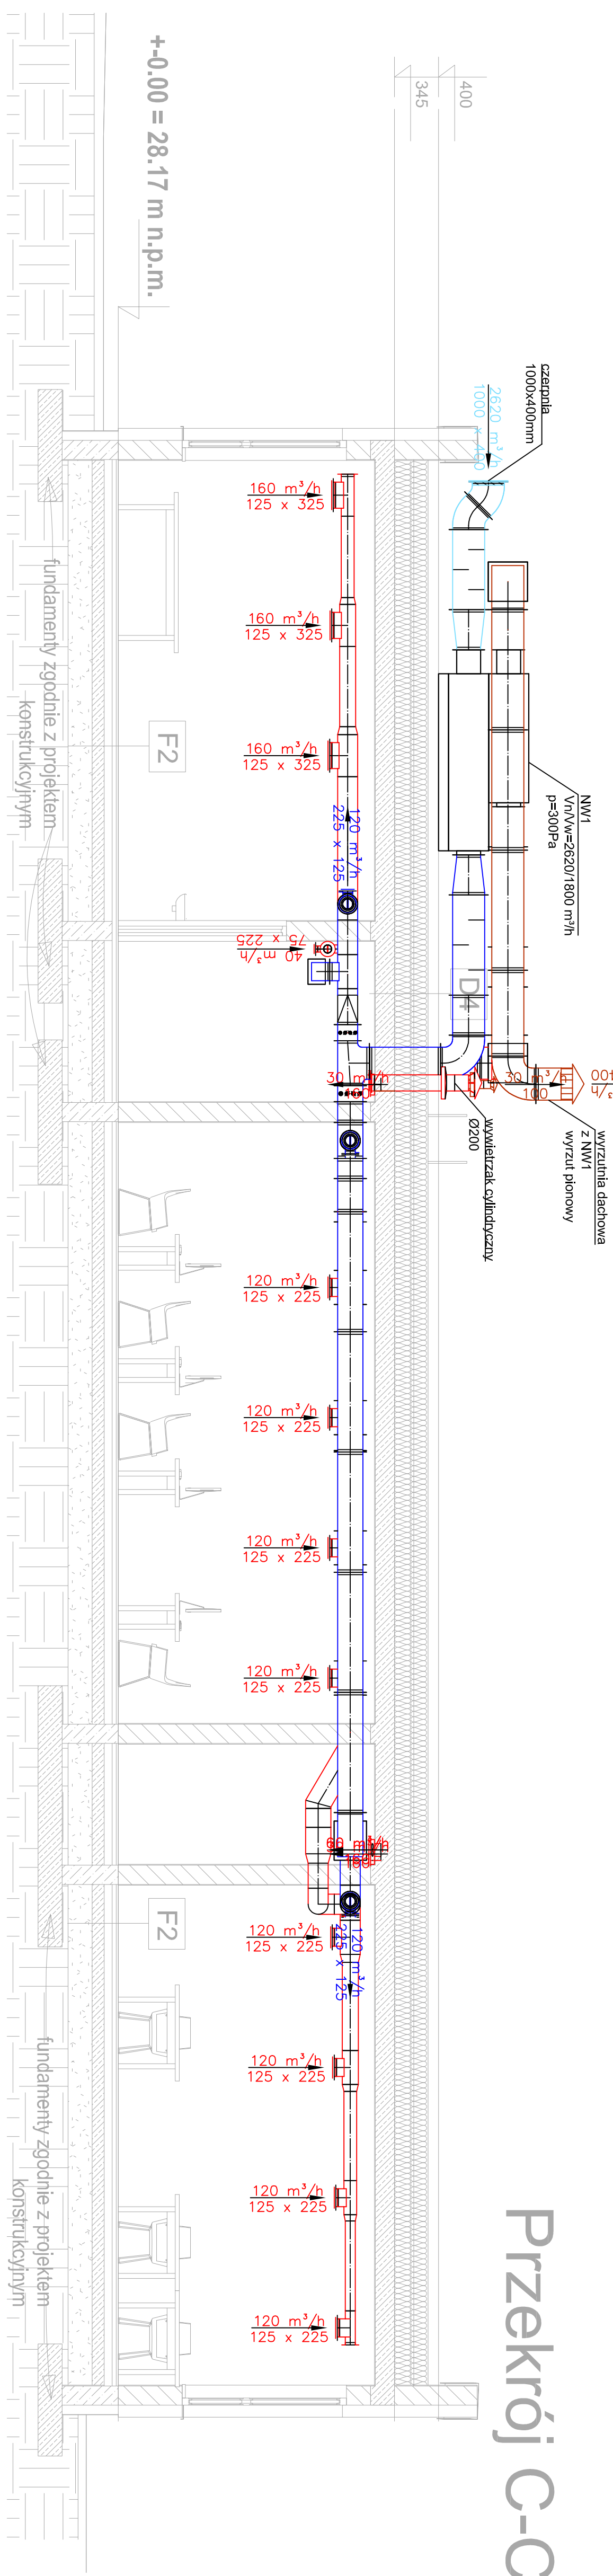 Przekrój C-C
+-0.00 = 28.17 m n.p.m.
400
345
czerpnia
1000x400mm
2620 m³/h
1000 x 400
NW1
Vn/Vw=2620/1800 m³/h
p=300Pa
wyrzutnia dachowa
z NW1
wyrzut pionowy
30 m³/h
100
30 m³/h
wywietrzak cylindryczny
Ø200
D4
160 m³/h
125 x 325
160 m³/h
125 x 325
160 m³/h
125 x 325
120 m³/h
225 x 125
40 m³/h
75 x 225
120 m³/h
125 x 225
120 m³/h
125 x 225
120 m³/h
125 x 225
120 m³/h
125 x 225
120 m³/h
125 x 225
120 m³/h
225 x 125
120 m³/h
125 x 225
120 m³/h
125 x 225
120 m³/h
125 x 225
F2
F2
fundamenty zgodnie z projektem
konstrukcyjnym
fundamenty zgodnie z projektem
konstrukcyjnym